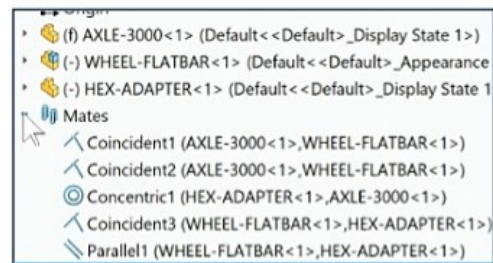 (f) AXLE-3000<1> (Default<<Default>_Display State 1>)
(-) WHEEL-FLATBAR<1> (Default<<Default>_Appearance
(-) HEX-ADAPTER<1> (Default<<Default>_Display State 1
Mates
Coincident1 (AXLE-3000<1>,WHEEL-FLATBAR<1>)
Coincident2 (AXLE-3000<1>,WHEEL-FLATBAR<1>)
Concentric1 (HEX-ADAPTER<1>,AXLE-3000<1>)
Coincident3 (WHEEL-FLATBAR<1>,HEX-ADAPTER<1>)
Parallel1 (WHEEL-FLATBAR<1>,HEX-ADAPTER<1>)